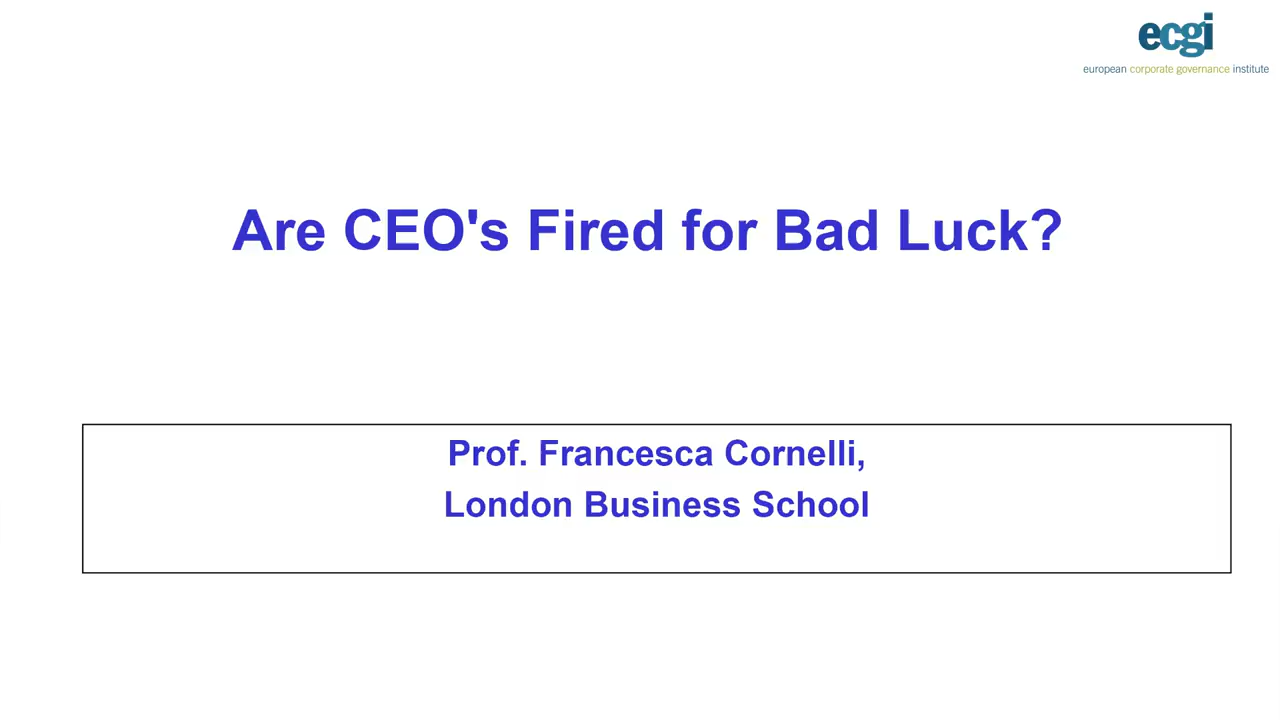 ecgi
european corporate governance institute
Are CEO's Fired for Bad Luck?
Prof. Francesca Cornelli,
London Business School